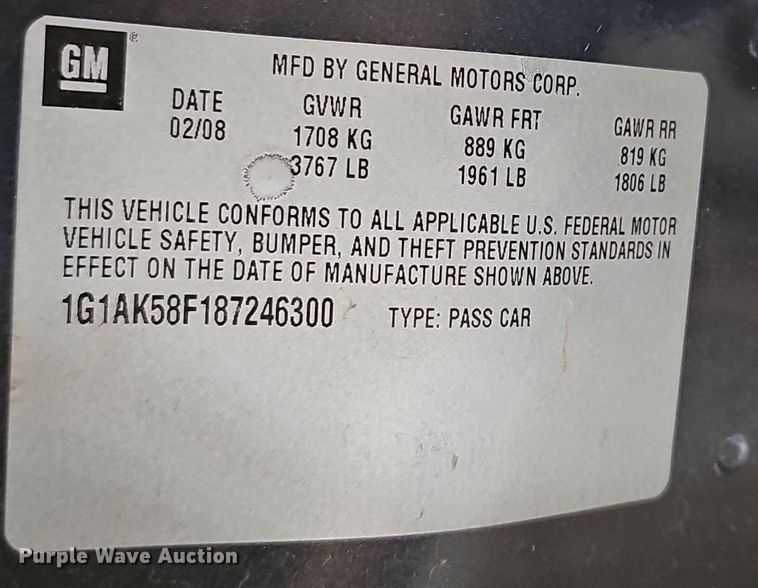 GM®
MFD BY GENERAL MOTORS CORP.
DATE GVWR GAWR FRT GAWR RR
02/08 1708 KG 889 KG 819 KG
3767 LB 1961 LB 1806 LB
THIS VEHICLE CONFORMS TO ALL APPLICABLE U.S. FEDERAL MOTOR
VEHICLE SAFETY, BUMPER, AND THEFT PREVENTION STANDARDS IN
EFFECT ON THE DATE OF MANUFACTURE SHOWN ABOVE.
1G1AK58F187246300 TYPE: PASS CAR
Purple Wave Auction